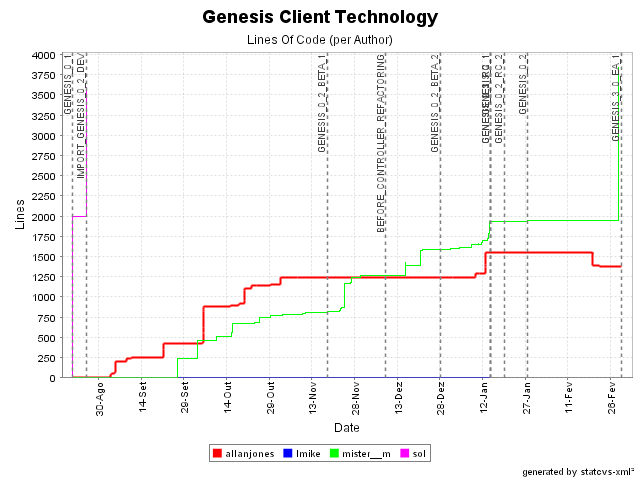 Genesis Client Technology
Lines Of Code (per Author)
Lines
4000
3750
3500
3250
3000
2750
2500
2250
2000
1750
1500
1250
1000
750
500
250
0
GENESIS_0_1
IMPORT_GENESIS_0_2_DEV
GENESIS_0_2_BETA_1
BEFORE_CONTROLLER_REFACTORING
GENESIS_0_2_BETA_2
GENESIS_0_2_RC_2
GENESIS_0_2
GENESIS_3_0_EA_1
30-Ago
14-Set
29-Set
14-Out
29-Out
13-Nov
28-Nov
13-Dez
28-Dez
12-Jan
27-Jan
11-Fev
26-Fev
Date
allanjones lmike mister__m sol
generated by statcvs-xml²